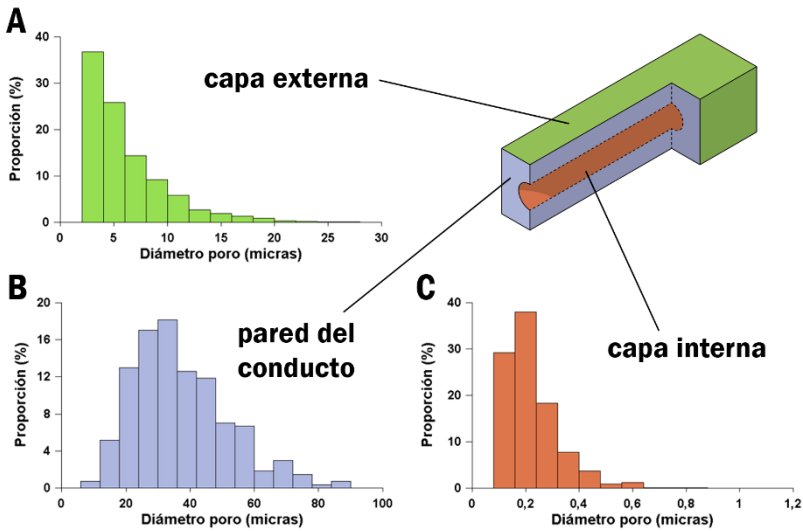 A
Proporción (%)
40
30
20
10
0
0 5 10 15 20 25 30
Diámetro poro (micras)
capa externa
B
Proporción (%)
20
16
12
8
4
0
0 20 40 60 80 100
Diámetro poro (micras)
pared del
conducto
C
Proporción (%)
40
30
20
10
0
0 0,2 0,4 0,6 0,8 1 1,2
Diámetro poro (micras)
capa interna